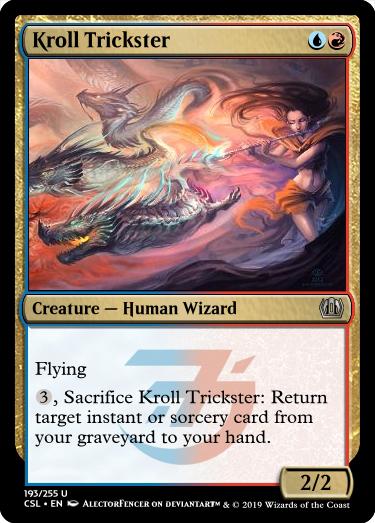 Kroll Trickster
Creature — Human Wizard
Flying
3, Sacrifice Kroll Trickster: Return
target instant or sorcery card from
your graveyard to your hand.
2/2
193/255 U
CSL • EN AlectorFencer on deviantart™ & © 2019 Wizards of the Coast